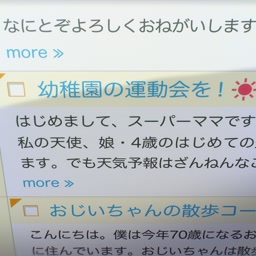 なにとぞよろしくおねがいします
more ≫
幼稚園の運動会を！
はじめまして、スーパーママです
私の天使、娘・4歳のはじめての
ます。でも天気予報はざんねんな
more ≫
おじいちゃんの散歩コー
こんにちは。僕は今年70歳になるお
に住んでいます。おじいちゃんは散歩